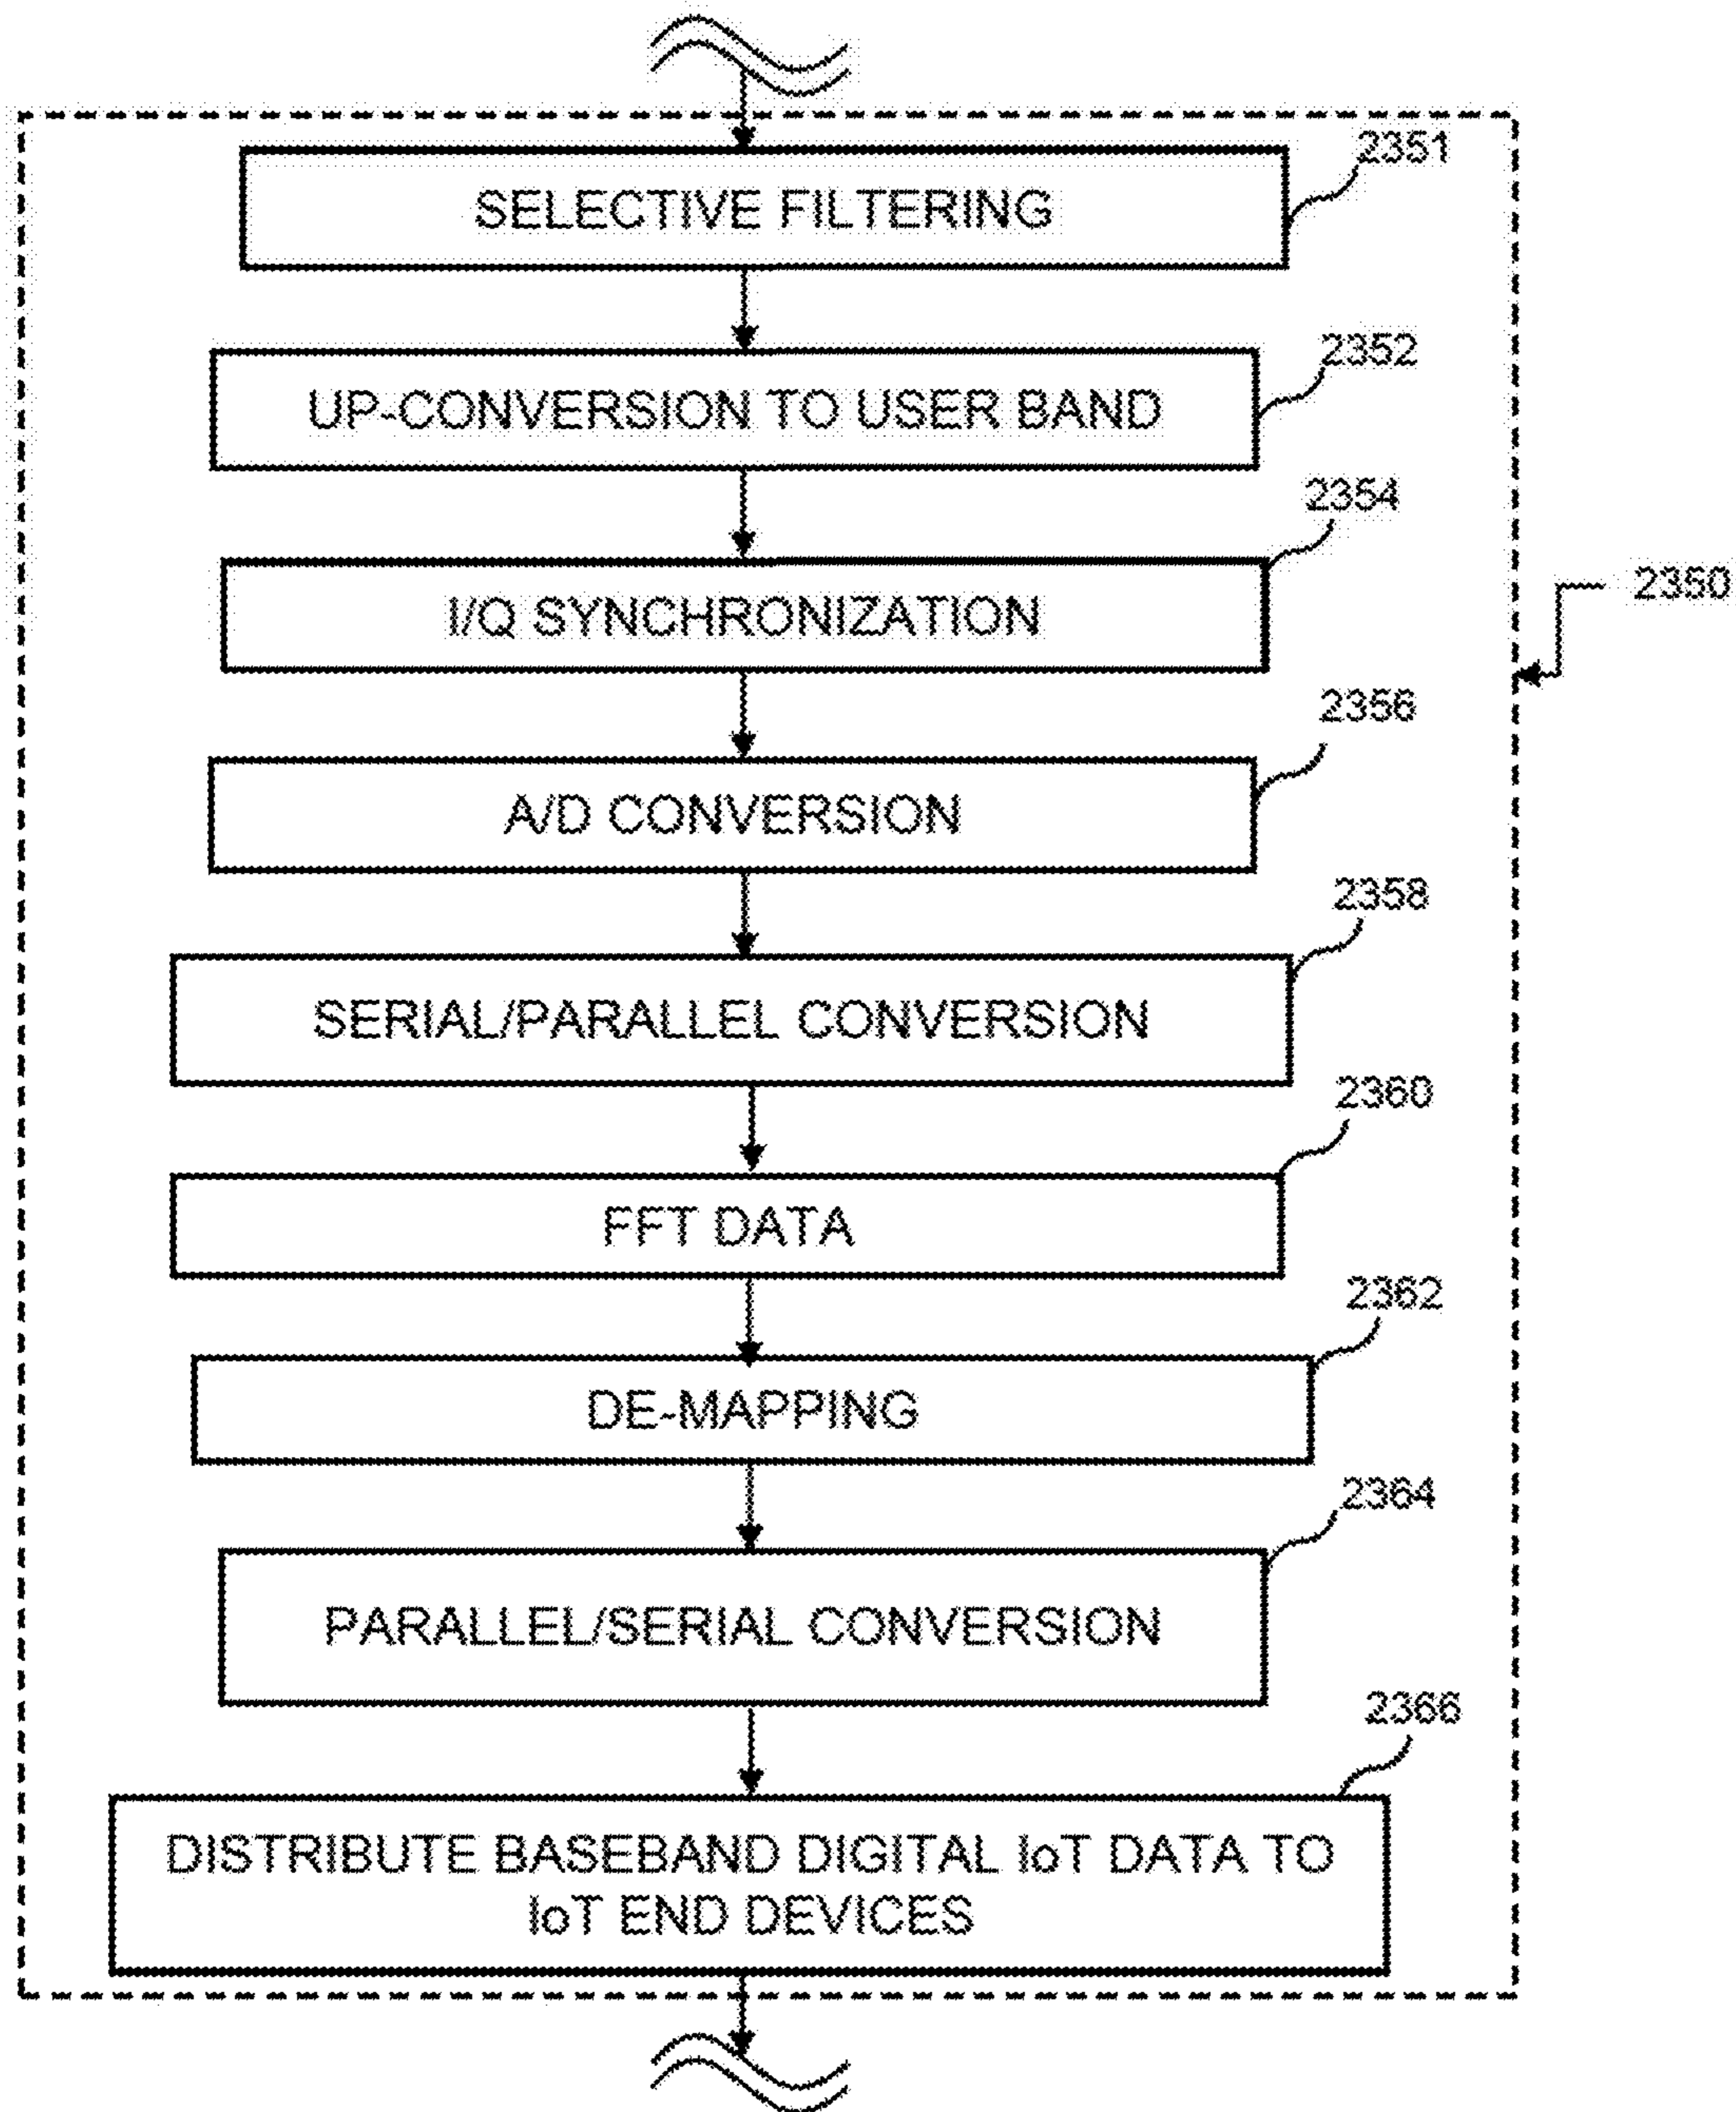 2351
SELECTIVE FILTERING
2352
UP-CONVERSION TO USER BAND
2354
I/Q SYNCHRONIZATION
2350
2356
A/D CONVERSION
2358
SERIAL/PARALLEL CONVERSION
2360
FFT DATA
2362
DE-MAPPING
2364
PARALLEL/SERIAL CONVERSION
2366
DISTRIBUTE BASEBAND DIGITAL IoT DATA TO
IoT END DEVICES